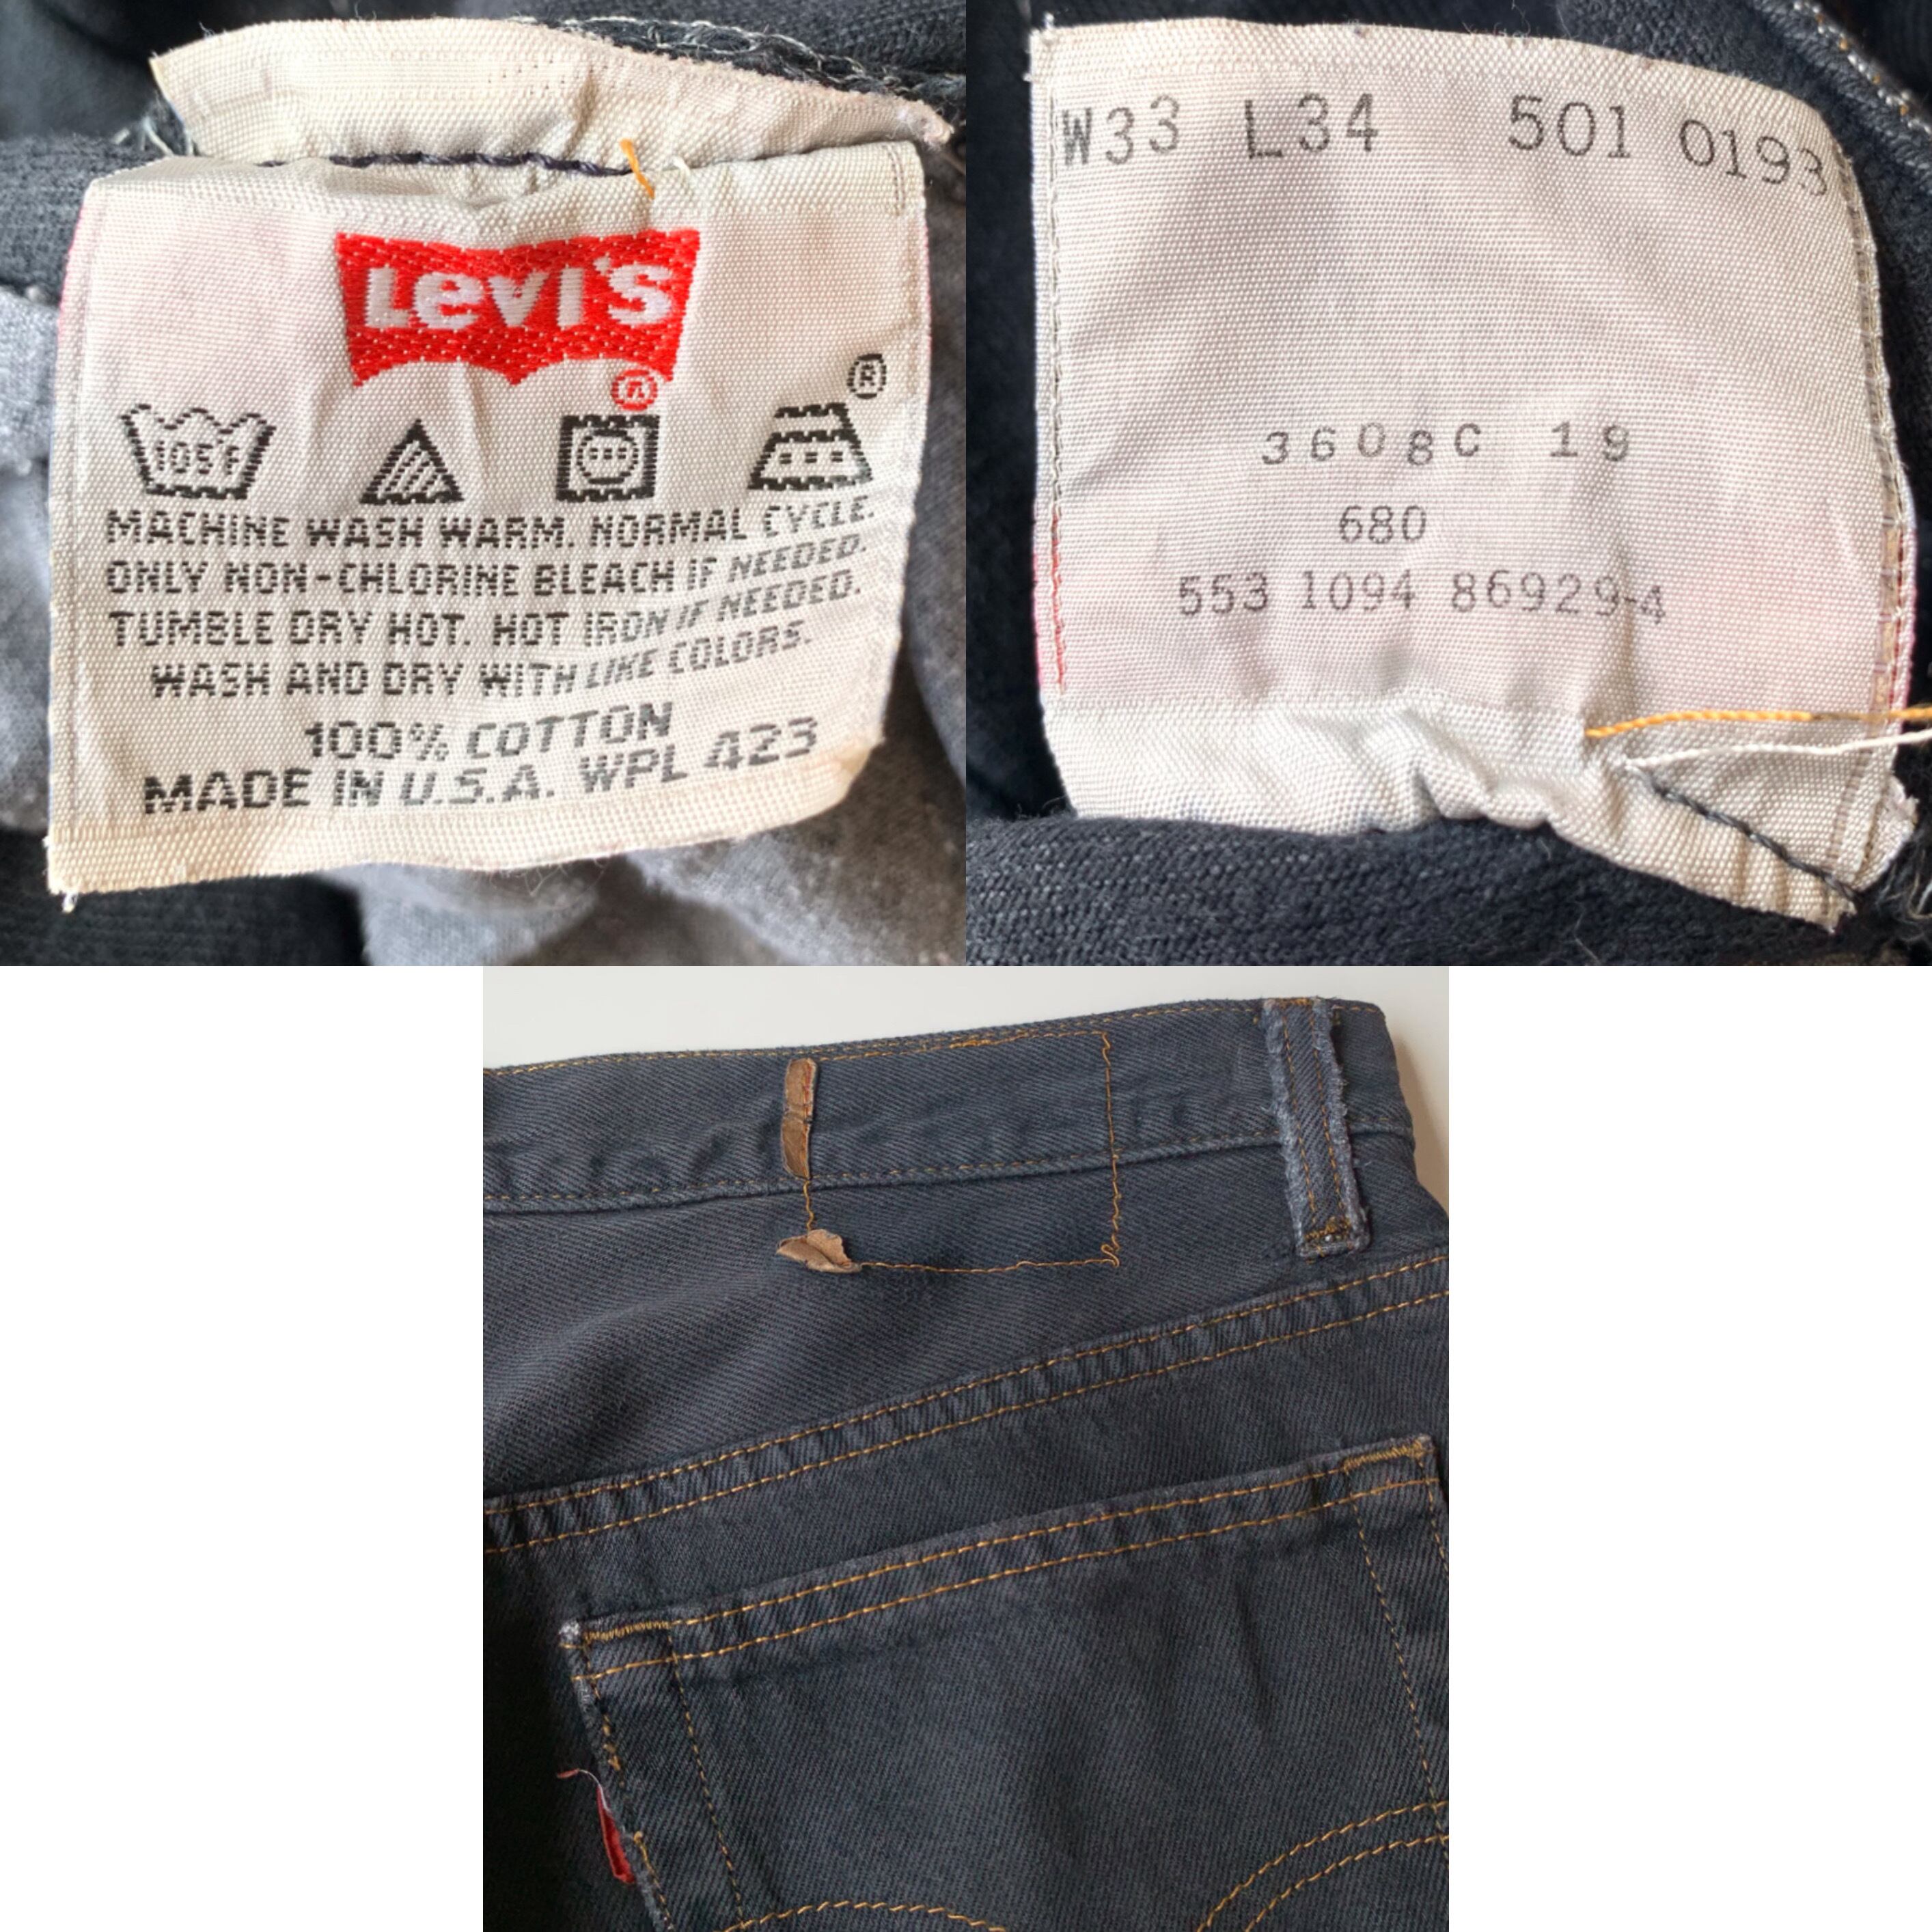 Levi's
®
®
105F
MACHINE WASH WARM. NORMAL CYCLE.
ONLY NON-CHLORINE BLEACH IF NEEDED.
TUMBLE DRY HOT. HOT IRON IF NEEDED.
WASH AND DRY WITH LIKE COLORS.
100% COTTON
MADE IN U.S.A. WPL 423
W33 L34 501 0193
3608C 19
680
553 1094 86929-4